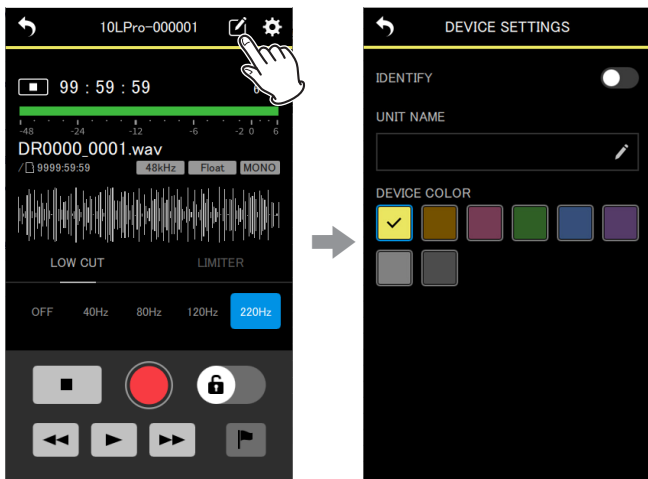 10LPro-000001
99 : 59 : 59
-48 -24 -12 -6 -2 0 6
DR0000_0001.wav
/ 9999:59:59 48kHz Float MONO
LOW CUT LIMITER
OFF 40Hz 80Hz 120Hz 220Hz
DEVICE SETTINGS
IDENTIFY
UNIT NAME
DEVICE COLOR